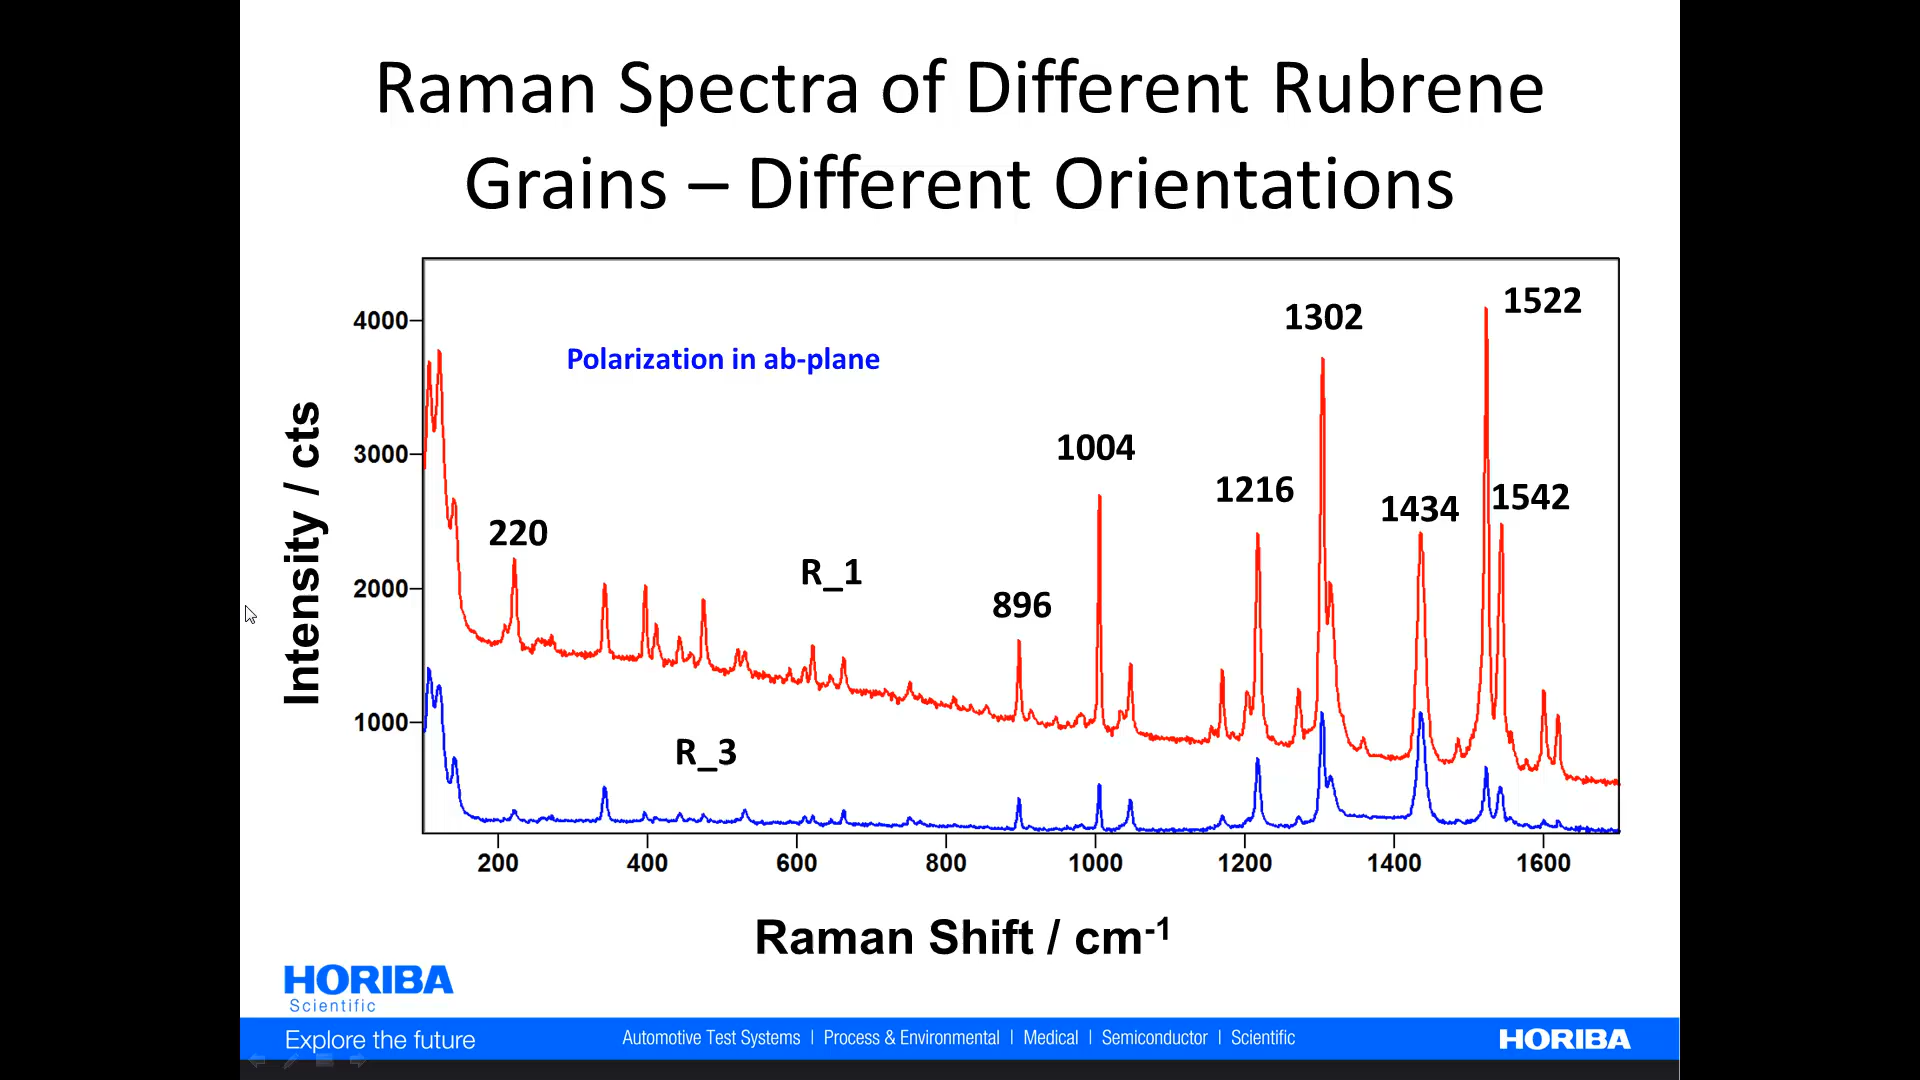 Raman Spectra of Different Rubrene
Grains – Different Orientations
Polarization in ab-plane
1522
1302
1004
1216
1434
1542
220
R_1
896
R_3
4000
3000
2000
1000
Intensity / cts
200 400 600 800 1000 1200 1400 1600
Raman Shift / cm-1
HORIBA
Scientific
Explore the future
Automotive Test Systems | Process & Environmental | Medical | Semiconductor | Scientific
HORIBA